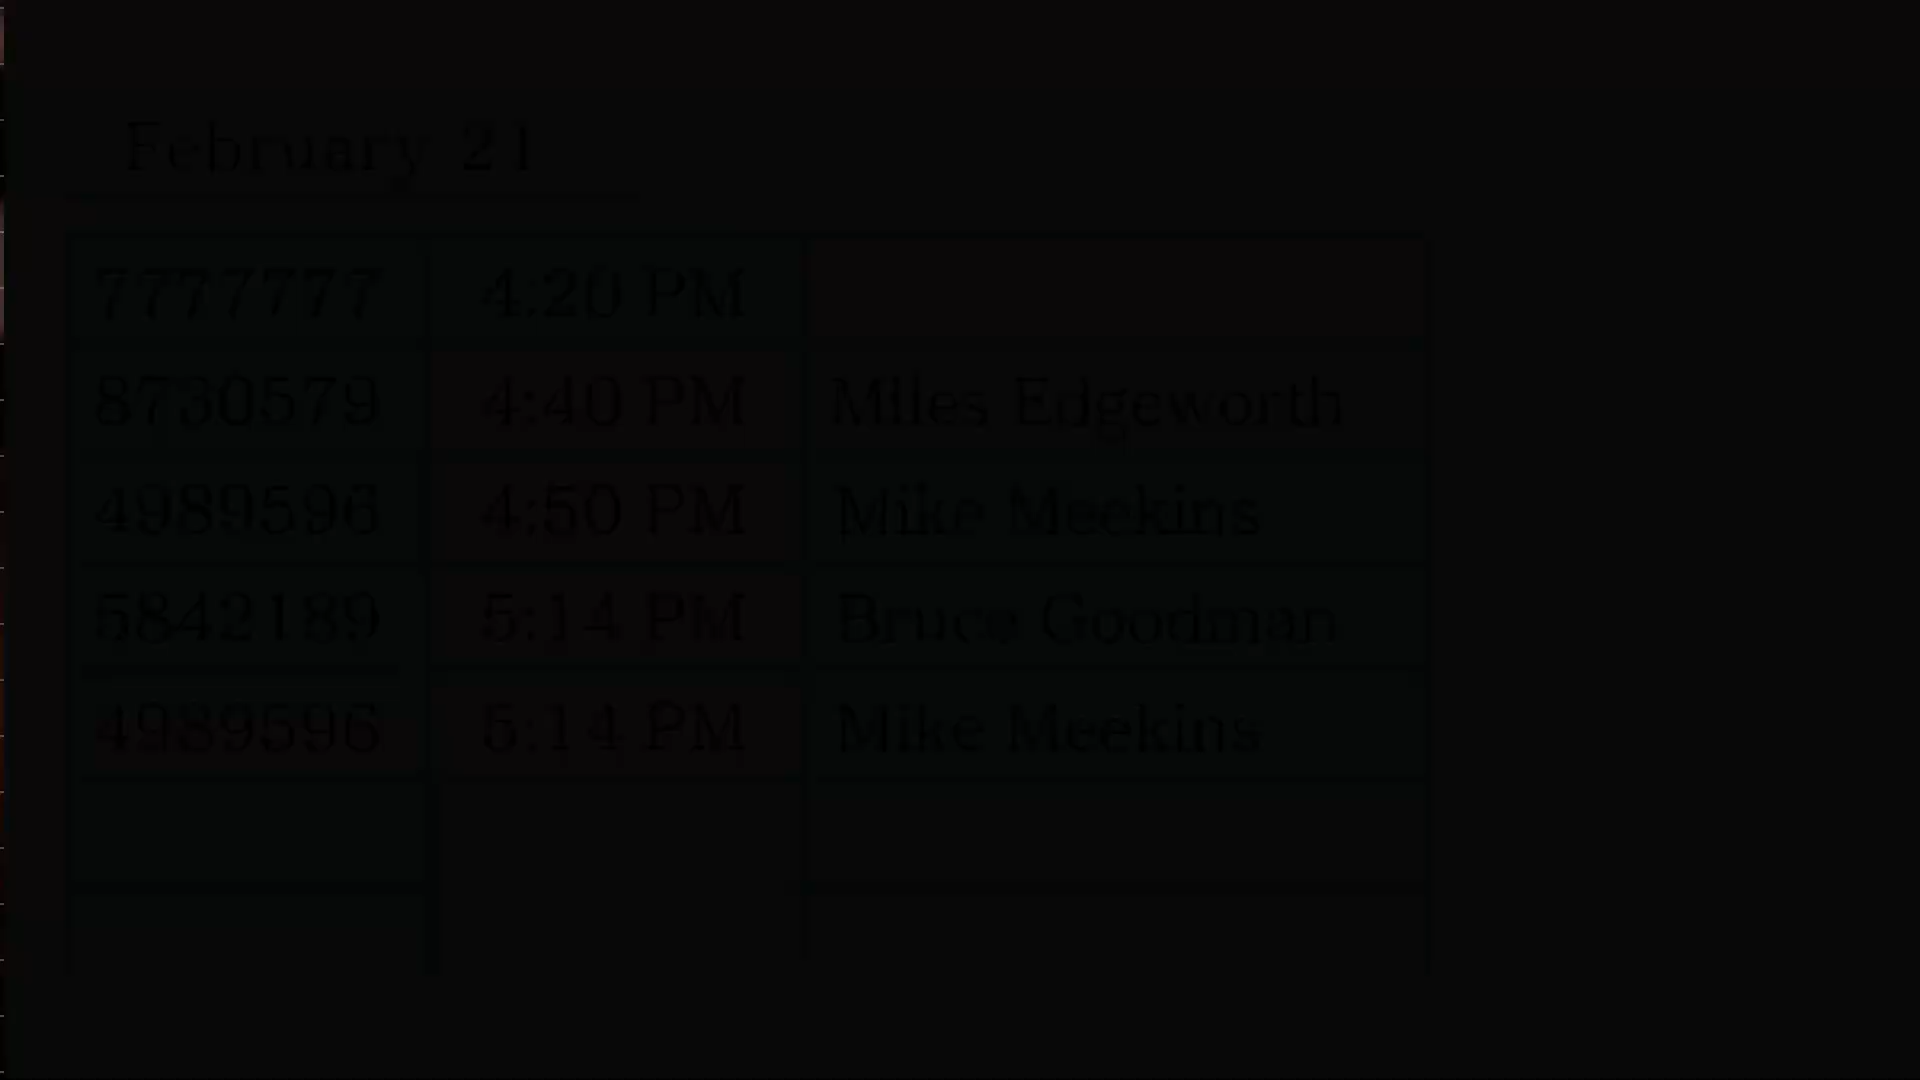 February 21
7777777 4:20 PM
8730579 4:40 PM Miles Edgeworth
4989596 4:50 PM Mike Meekins
5842189 5:14 PM Bruce Goodman
4989596 5:14 PM Mike Meekins